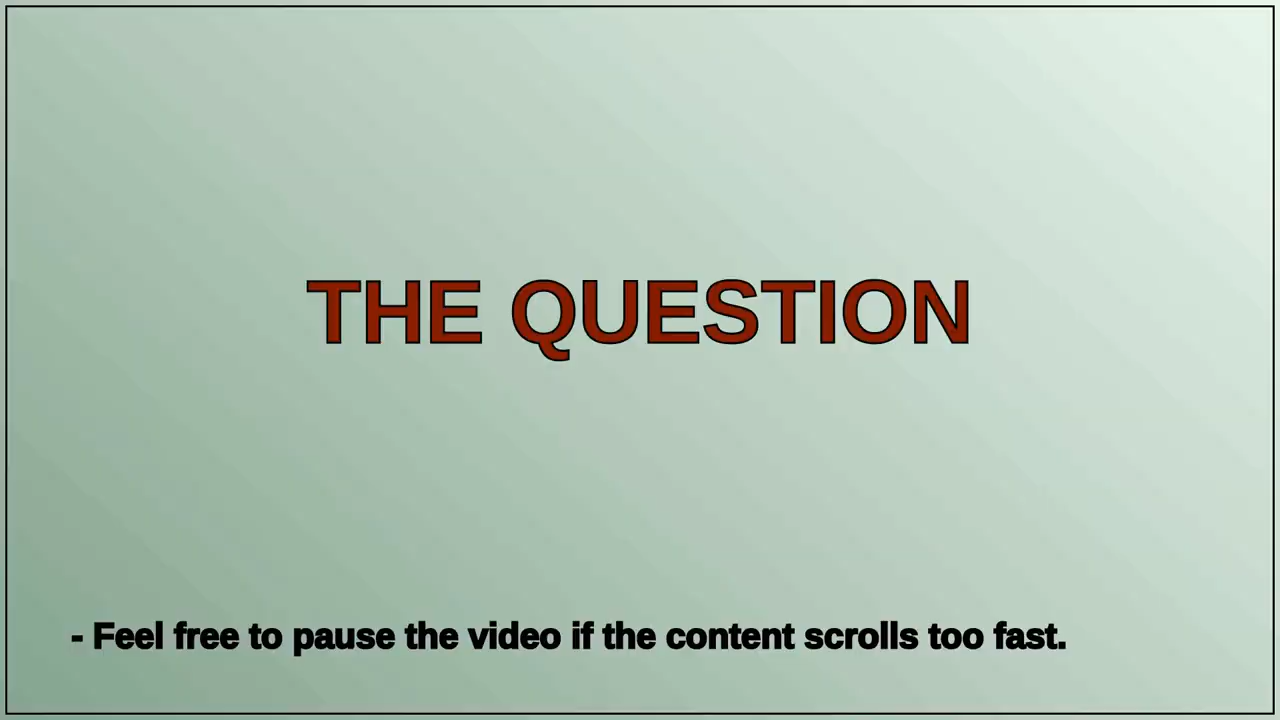 THE QUESTION
- Feel free to pause the video if the content scrolls too fast.